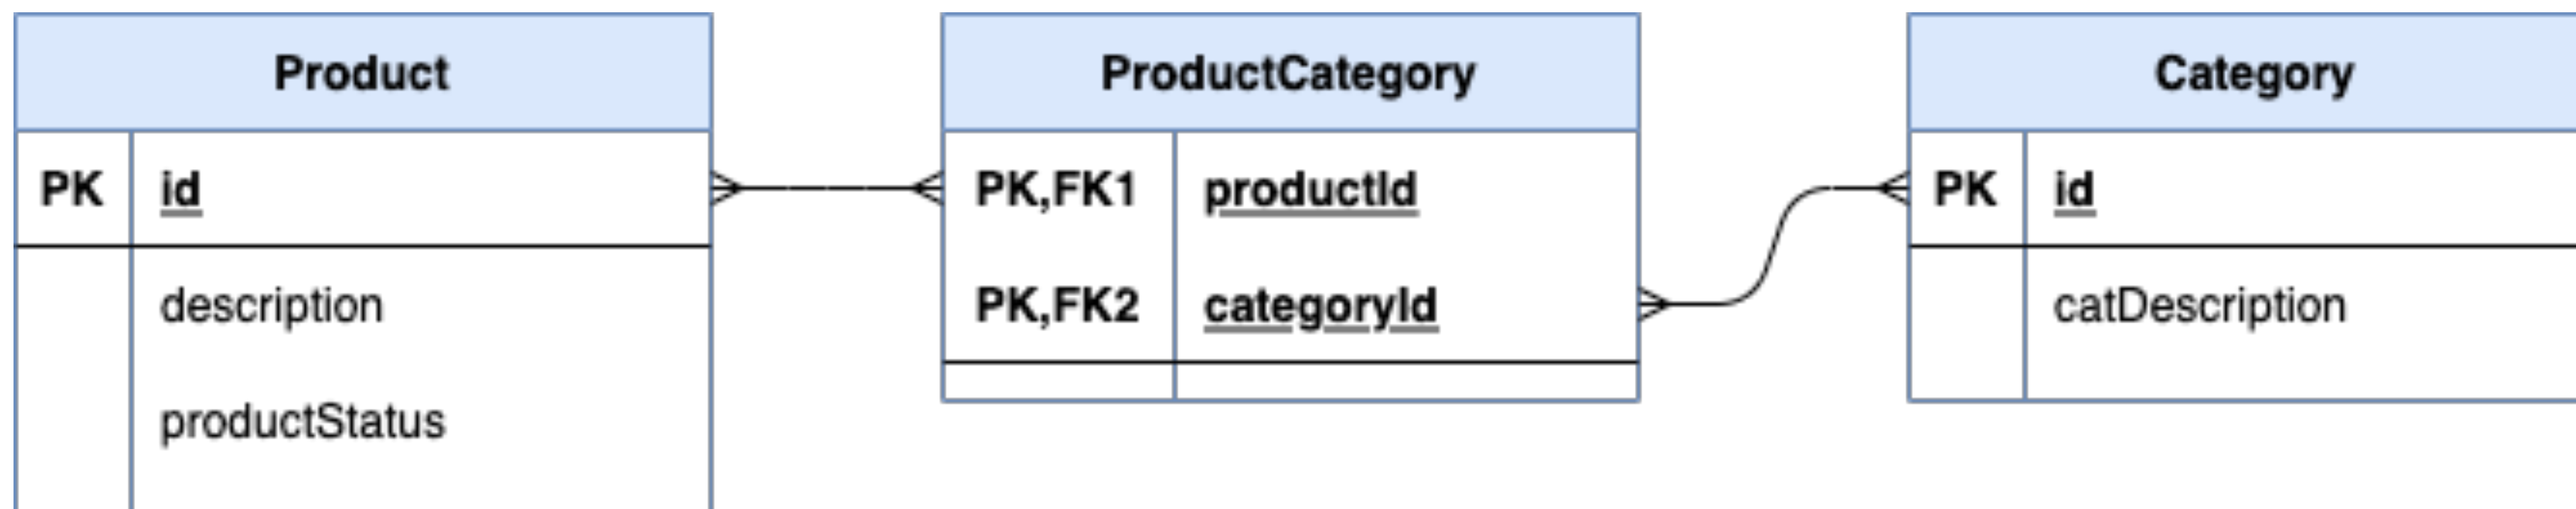 Product
PK id
description
productStatus
ProductCategory
PK,FK1 productId
PK,FK2 categoryId
Category
PK id
catDescription